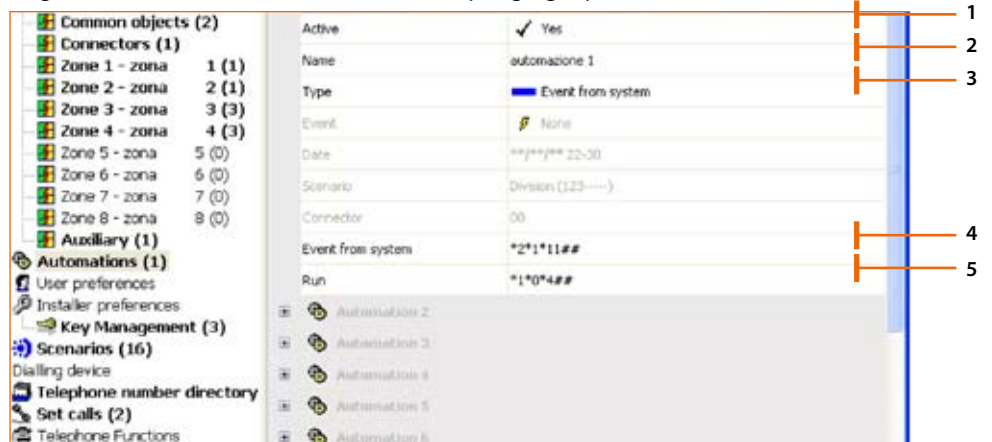 Common objects (2)
Connectors (1)
Zone 1 - zona 1 (1)
Zone 2 - zona 2 (1)
Zone 3 - zona 3 (3)
Zone 4 - zona 4 (3)
Zone 5 - zona 5 (0)
Zone 6 - zona 6 (0)
Zone 7 - zona 7 (0)
Zone 8 - zona 8 (0)
Auxiliary (1)
Automations (1)
User preferences
Installer preferences
Key Management (3)
Scenarios (16)
Dialling device
Telephone number directory
Set calls (2)
Telephone Functions
Active Yes
Name automazione 1
Type Event from system
Event None
Date **/**/** 22-30
Scenario Division (123-----)
Connector 00
Event from system *2*1*11##
Run *1*0*4##
Automation 2
Automation 3
Automation 4
Automation 5
Automation 6
1
2
3
4
5